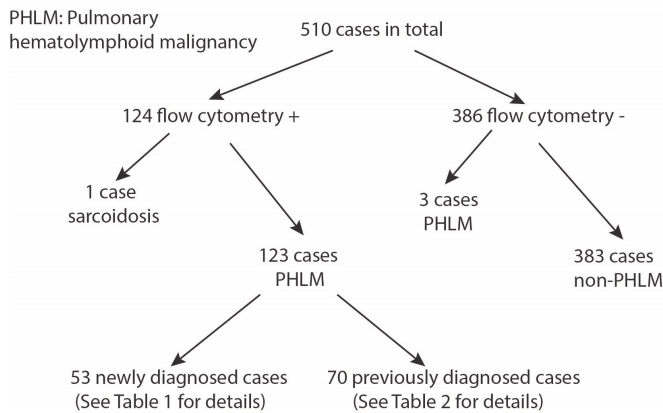 PHLM: Pulmonary
hematolymphoid malignancy
510 cases in total
124 flow cytometry +
386 flow cytometry -
1 case
sarcoidosis
3 cases
PHLM
123 cases
PHLM
383 cases
non-PHLM
53 newly diagnosed cases
(See Table 1 for details)
70 previously diagnosed cases
(See Table 2 for details)